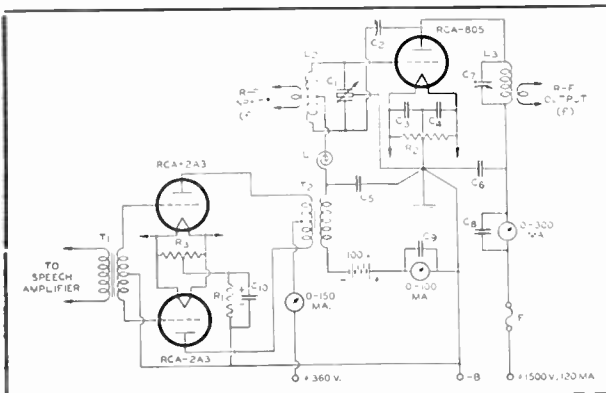 RCA-805
C2
L2
L3
C1
C7
R-F
R-F
OUTPUT
(f)
C3
C4
R2
RCA-2A3
L
T2
C6
C5
T1
R3
C8
0-300
MA
C9
TO
SPEECH
AMPLIFIER
100
R1
C10
0-100
MA
0-150
MA.
F
RCA-2A3
+360 V.
-B
+1500 V., 120 MA